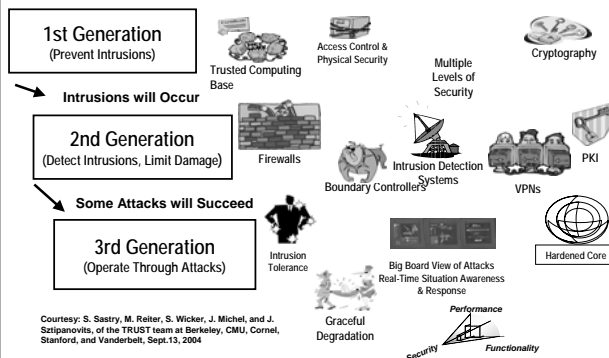 1st Generation
(Prevent Intrusions)
Trusted Computing
Base
Access Control &
Physical Security
Multiple
Levels of
Security
Cryptography
Intrusions will Occur
2nd Generation
(Detect Intrusions, Limit Damage)
Firewalls
Boundary Controllers
Intrusion Detection
Systems
VPNs
PKI
Some Attacks will Succeed
3rd Generation
(Operate Through Attacks)
Intrusion
Tolerance
Big Board View of Attacks
Real-Time Situation Awareness
& Response
Hardened Core
Graceful
Degradation
Performance
Security
Functionality
Courtesy: S. Sastry, M. Reiter, S. Wicker, J. Michel, and J.
Sztipanovits, of the TRUST team at Berkeley, CMU, Cornel,
Stanford, and Vanderbelt, Sept.13, 2004